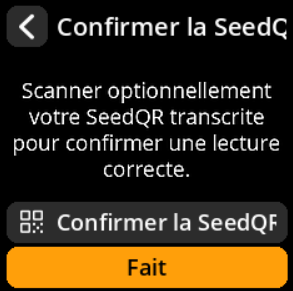 Confirmer la SeedQ
Scanner optionnellement
votre SeedQR transcrite
pour confirmer une lecture
correcte.
Confirmer la SeedQR
Fait